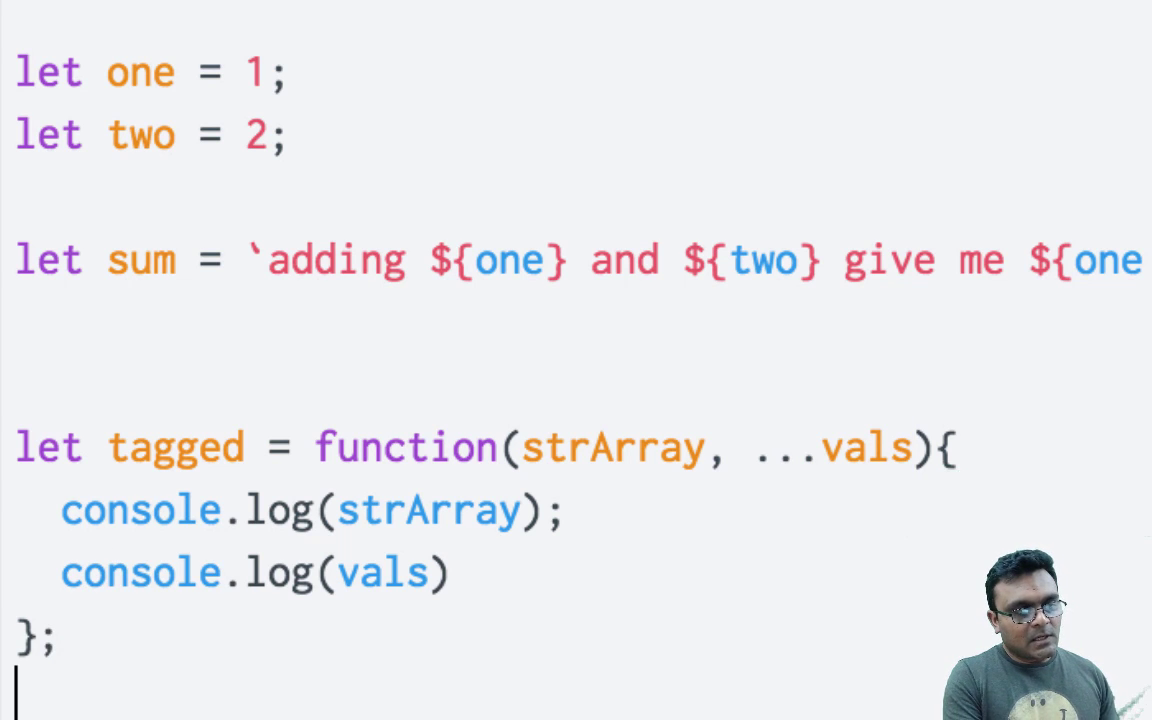 let one = 1;
let two = 2;
let sum = `adding ${one} and ${two} give me ${one
let tagged = function(strArray, ...vals){
  console.log(strArray);
  console.log(vals)
};